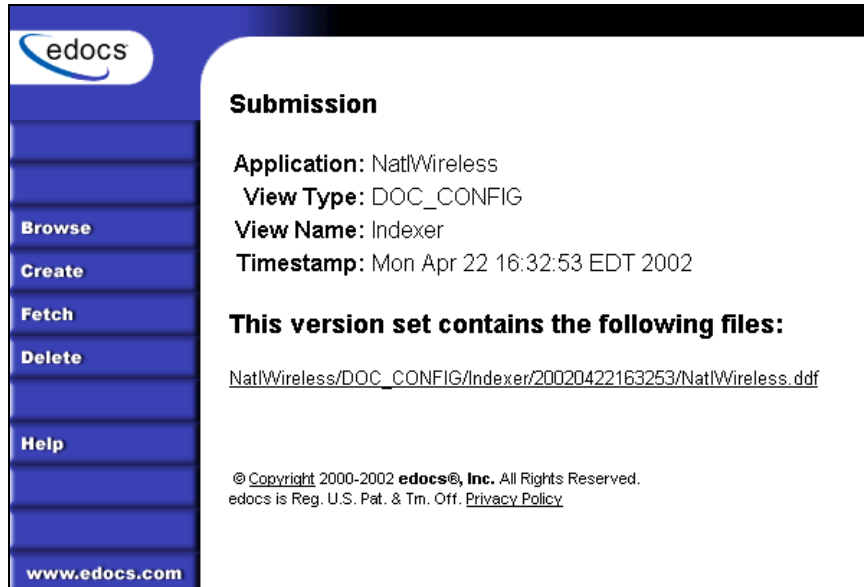 edocs
Browse
Create
Fetch
Delete
Help
www.edocs.com
Submission
Application: NatlWireless
View Type: DOC_CONFIG
View Name: Indexer
Timestamp: Mon Apr 22 16:32:53 EDT 2002
This version set contains the following files:
NatlWireless/DOC_CONFIG/Indexer/20020422163253/NatlWireless.ddf
© Copyright 2000-2002 edocs®, Inc. All Rights Reserved.
edocs is Reg. U.S. Pat. & Tm. Off. Privacy Policy